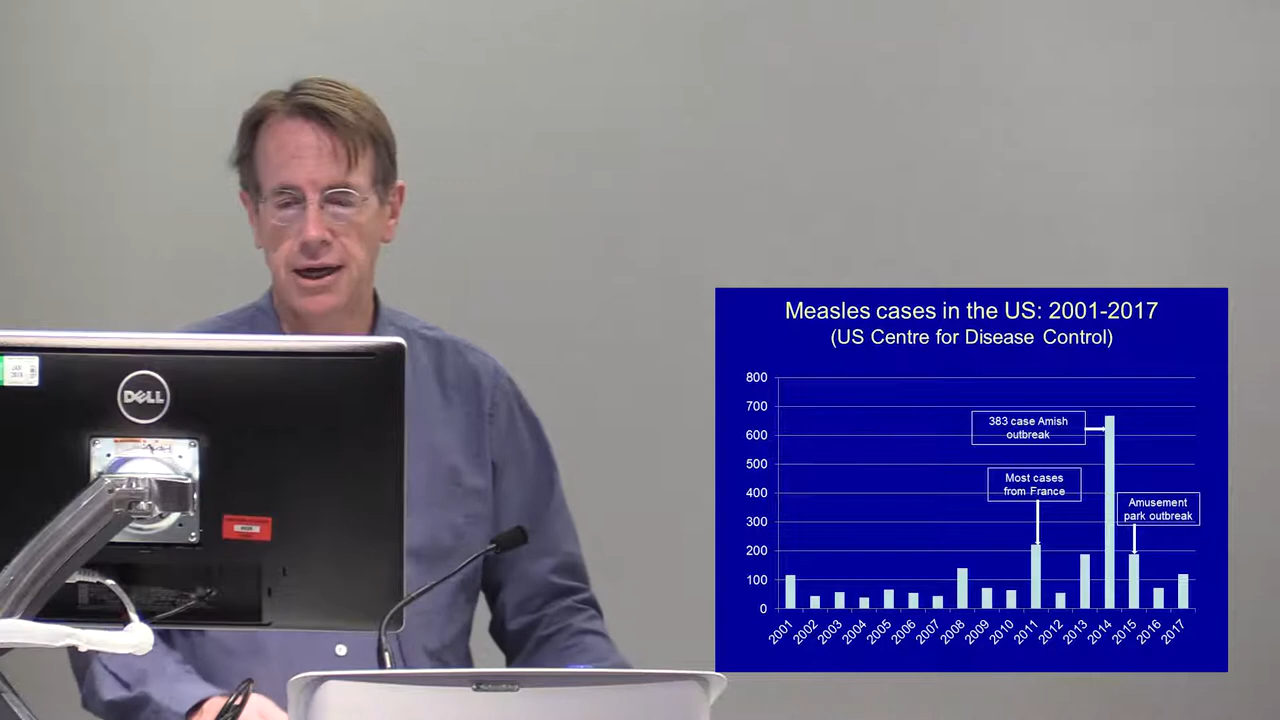 DELL
Measles cases in the US: 2001-2017
(US Centre for Disease Control)
800
700
600
500
400
300
200
100
0
383 case Amish
outbreak
Most cases
from France
Amusement
park outbreak
2001
2002
2003
2004
2005
2006
2007
2008
2009
2010
2011
2012
2013
2014
2015
2016
2017